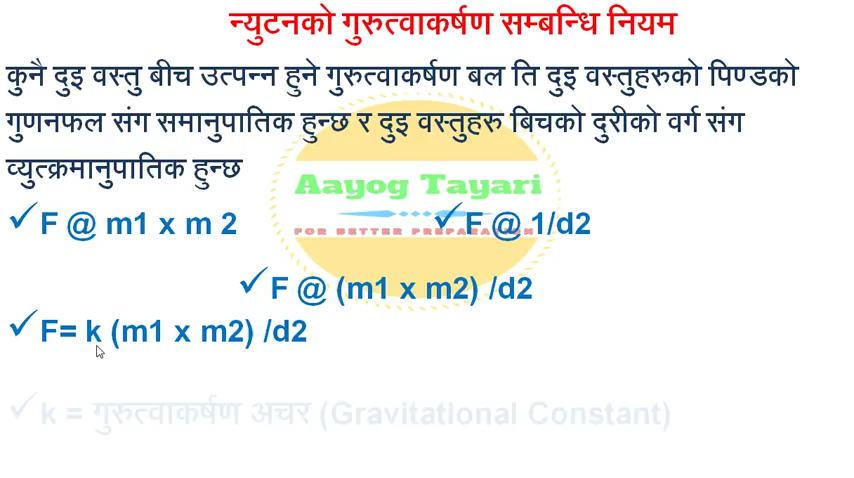 न्युटनको गुरुत्वाकर्षण सम्बन्धि नियम
कुनै दुइ वस्तु बीच उत्पन्न हुने गुरुत्वाकर्षण बल ति दुइ वस्तुहरुको पिण्डको
गुणनफल संग समानुपातिक हुन्छ र दुइ वस्तुहरु बिचको दुरीको वर्ग संग
व्युत्क्रमानुपातिक हुन्छ
Aayog Tayari
FOR BETTER PREPARATION
✓F @ m1 x m 2 ✓F @ 1/d2
✓F @ (m1 x m2) /d2
✓F= k (m1 x m2) /d2
✓k = गुरुत्वाकर्षण अचर (Gravitational Constant)